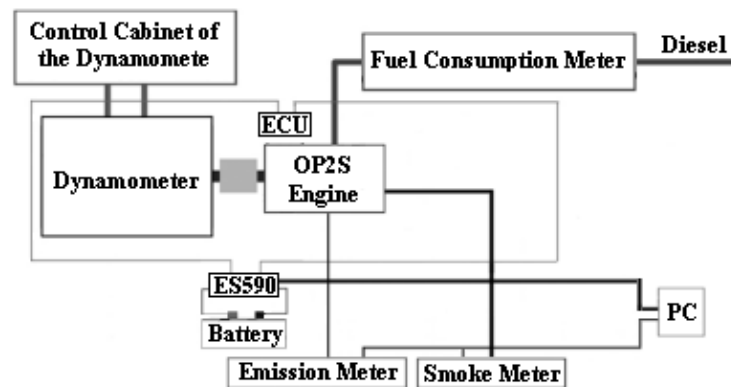 Control Cabinet of
the Dynamomete
Fuel Consumption Meter
Diesel
ECU
Dynamometer
OP2S
Engine
ES590
Battery
PC
Emission Meter
Smoke Meter